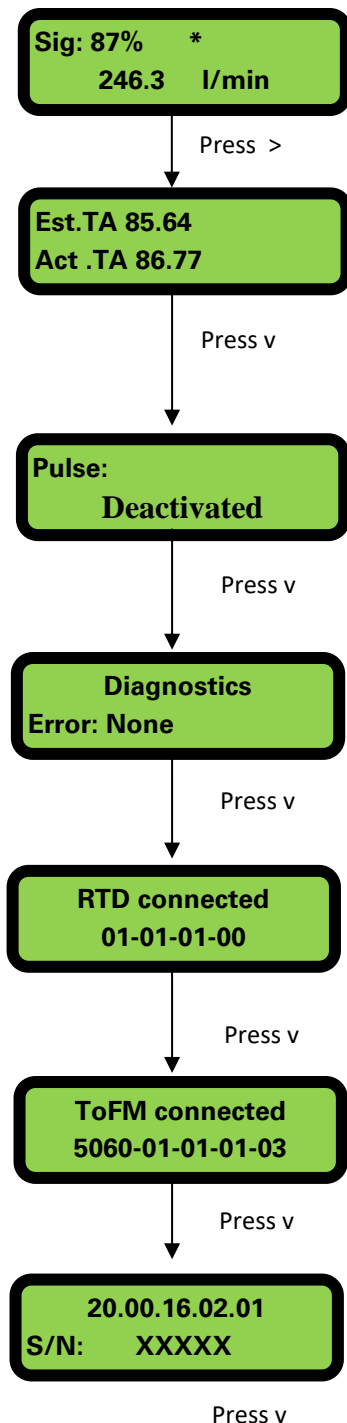 Sig: 87% *
246.3 l/min
Press >
Est.TA 85.64
Act .TA 86.77
Press v
Pulse:
Deactivated
Press v
Diagnostics
Error: None
Press v
RTD connected
01-01-01-00
Press v
ToFM connected
5060-01-01-01-03
Press v
20.00.16.02.01
S/N: XXXXX
Press v